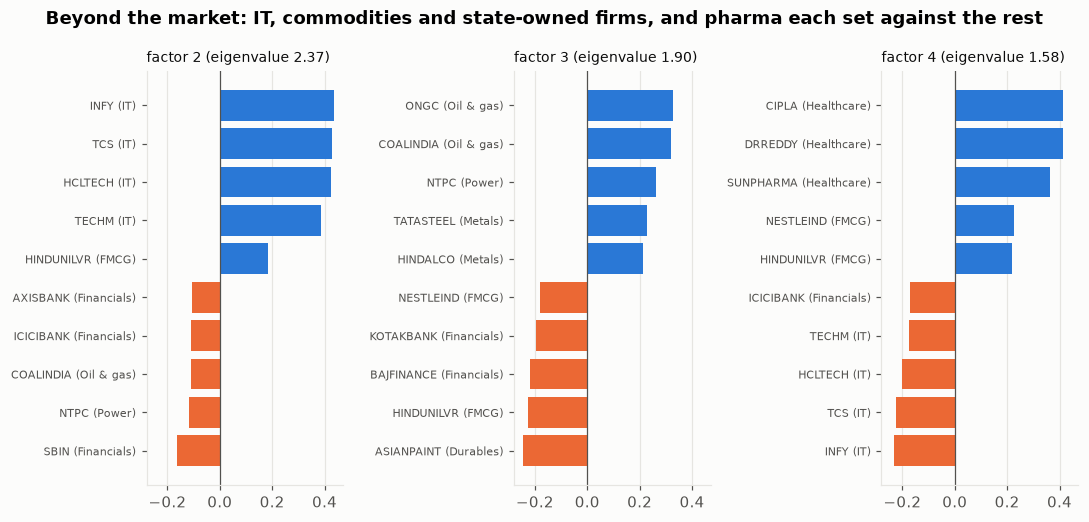 Beyond the market: IT, commodities and state-owned firms, and pharma each set against the rest
factor 2 (eigenvalue 2.37)
INFY (IT)
TCS (IT)
HCLTECH (IT)
TECHM (IT)
HINDUNILVR (FMCG)
AXISBANK (Financials)
ICICIBANK (Financials)
COALINDIA (Oil & gas)
NTPC (Power)
SBIN (Financials)
−0.2 0.0 0.2 0.4
factor 3 (eigenvalue 1.90)
ONGC (Oil & gas)
COALINDIA (Oil & gas)
NTPC (Power)
TATASTEEL (Metals)
HINDALCO (Metals)
NESTLEIND (FMCG)
KOTAKBANK (Financials)
BAJFINANCE (Financials)
HINDUNILVR (FMCG)
ASIANPAINT (Durables)
−0.2 0.0 0.2 0.4
factor 4 (eigenvalue 1.58)
CIPLA (Healthcare)
DRREDDY (Healthcare)
SUNPHARMA (Healthcare)
NESTLEIND (FMCG)
HINDUNILVR (FMCG)
ICICIBANK (Financials)
TECHM (IT)
HCLTECH (IT)
TCS (IT)
INFY (IT)
−0.2 0.0 0.2 0.4